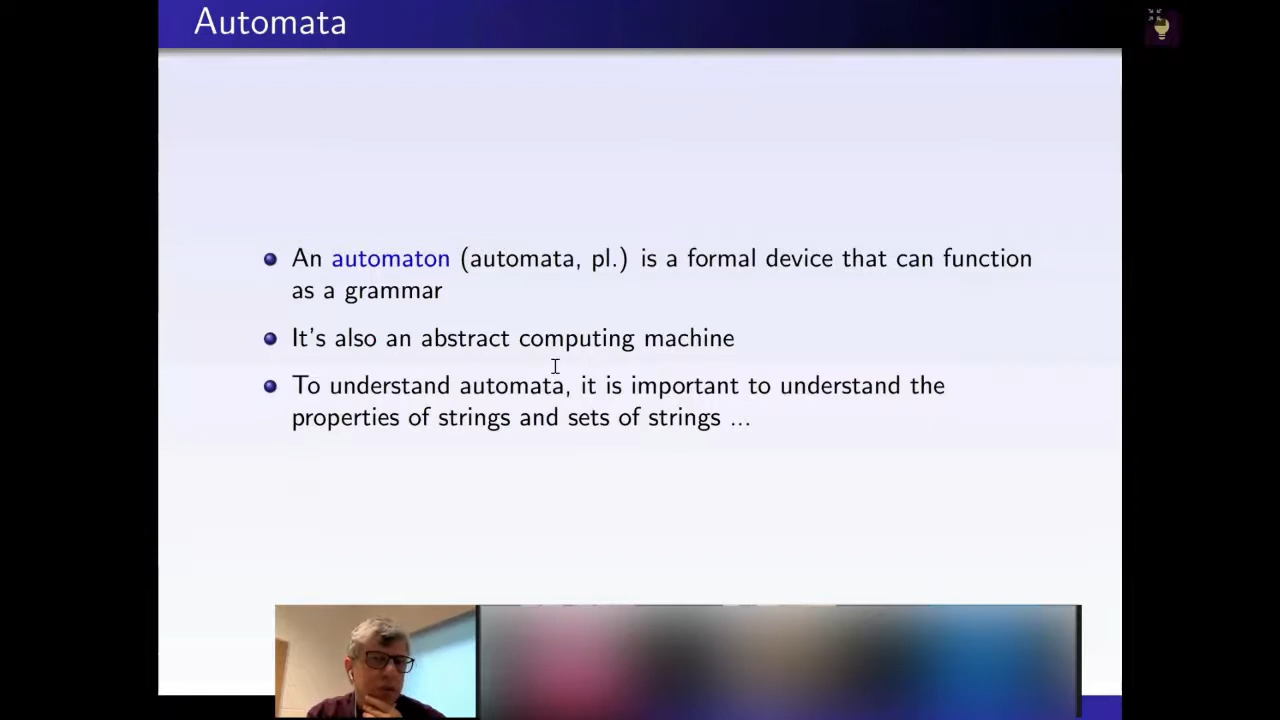 Automata
An automaton (automata, pl.) is a formal device that can function
as a grammar
It's also an abstract computing machine
To understand automata, it is important to understand the
properties of strings and sets of strings ...